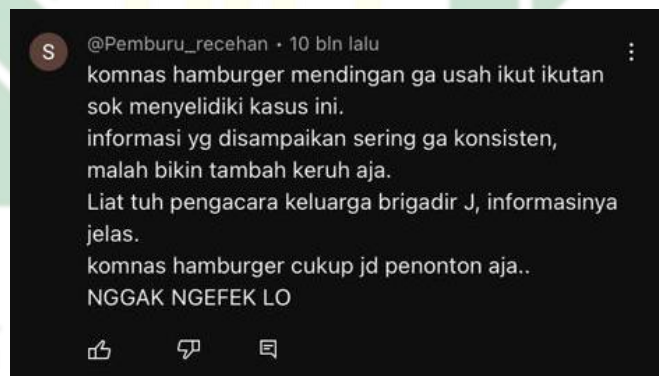 S
@Pemburu_recehan • 10 bln lalu
komnas hamburger mendingan ga usah ikut ikutan
sok menyelidiki kasus ini.
informasi yg disampaikan sering ga konsisten,
malah bikin tambah keruh aja.
Liat tuh pengacara keluarga brigadir J, informasinya
jelas.
komnas hamburger cukup jd penonton aja..
NGGAK NGEFEK LO